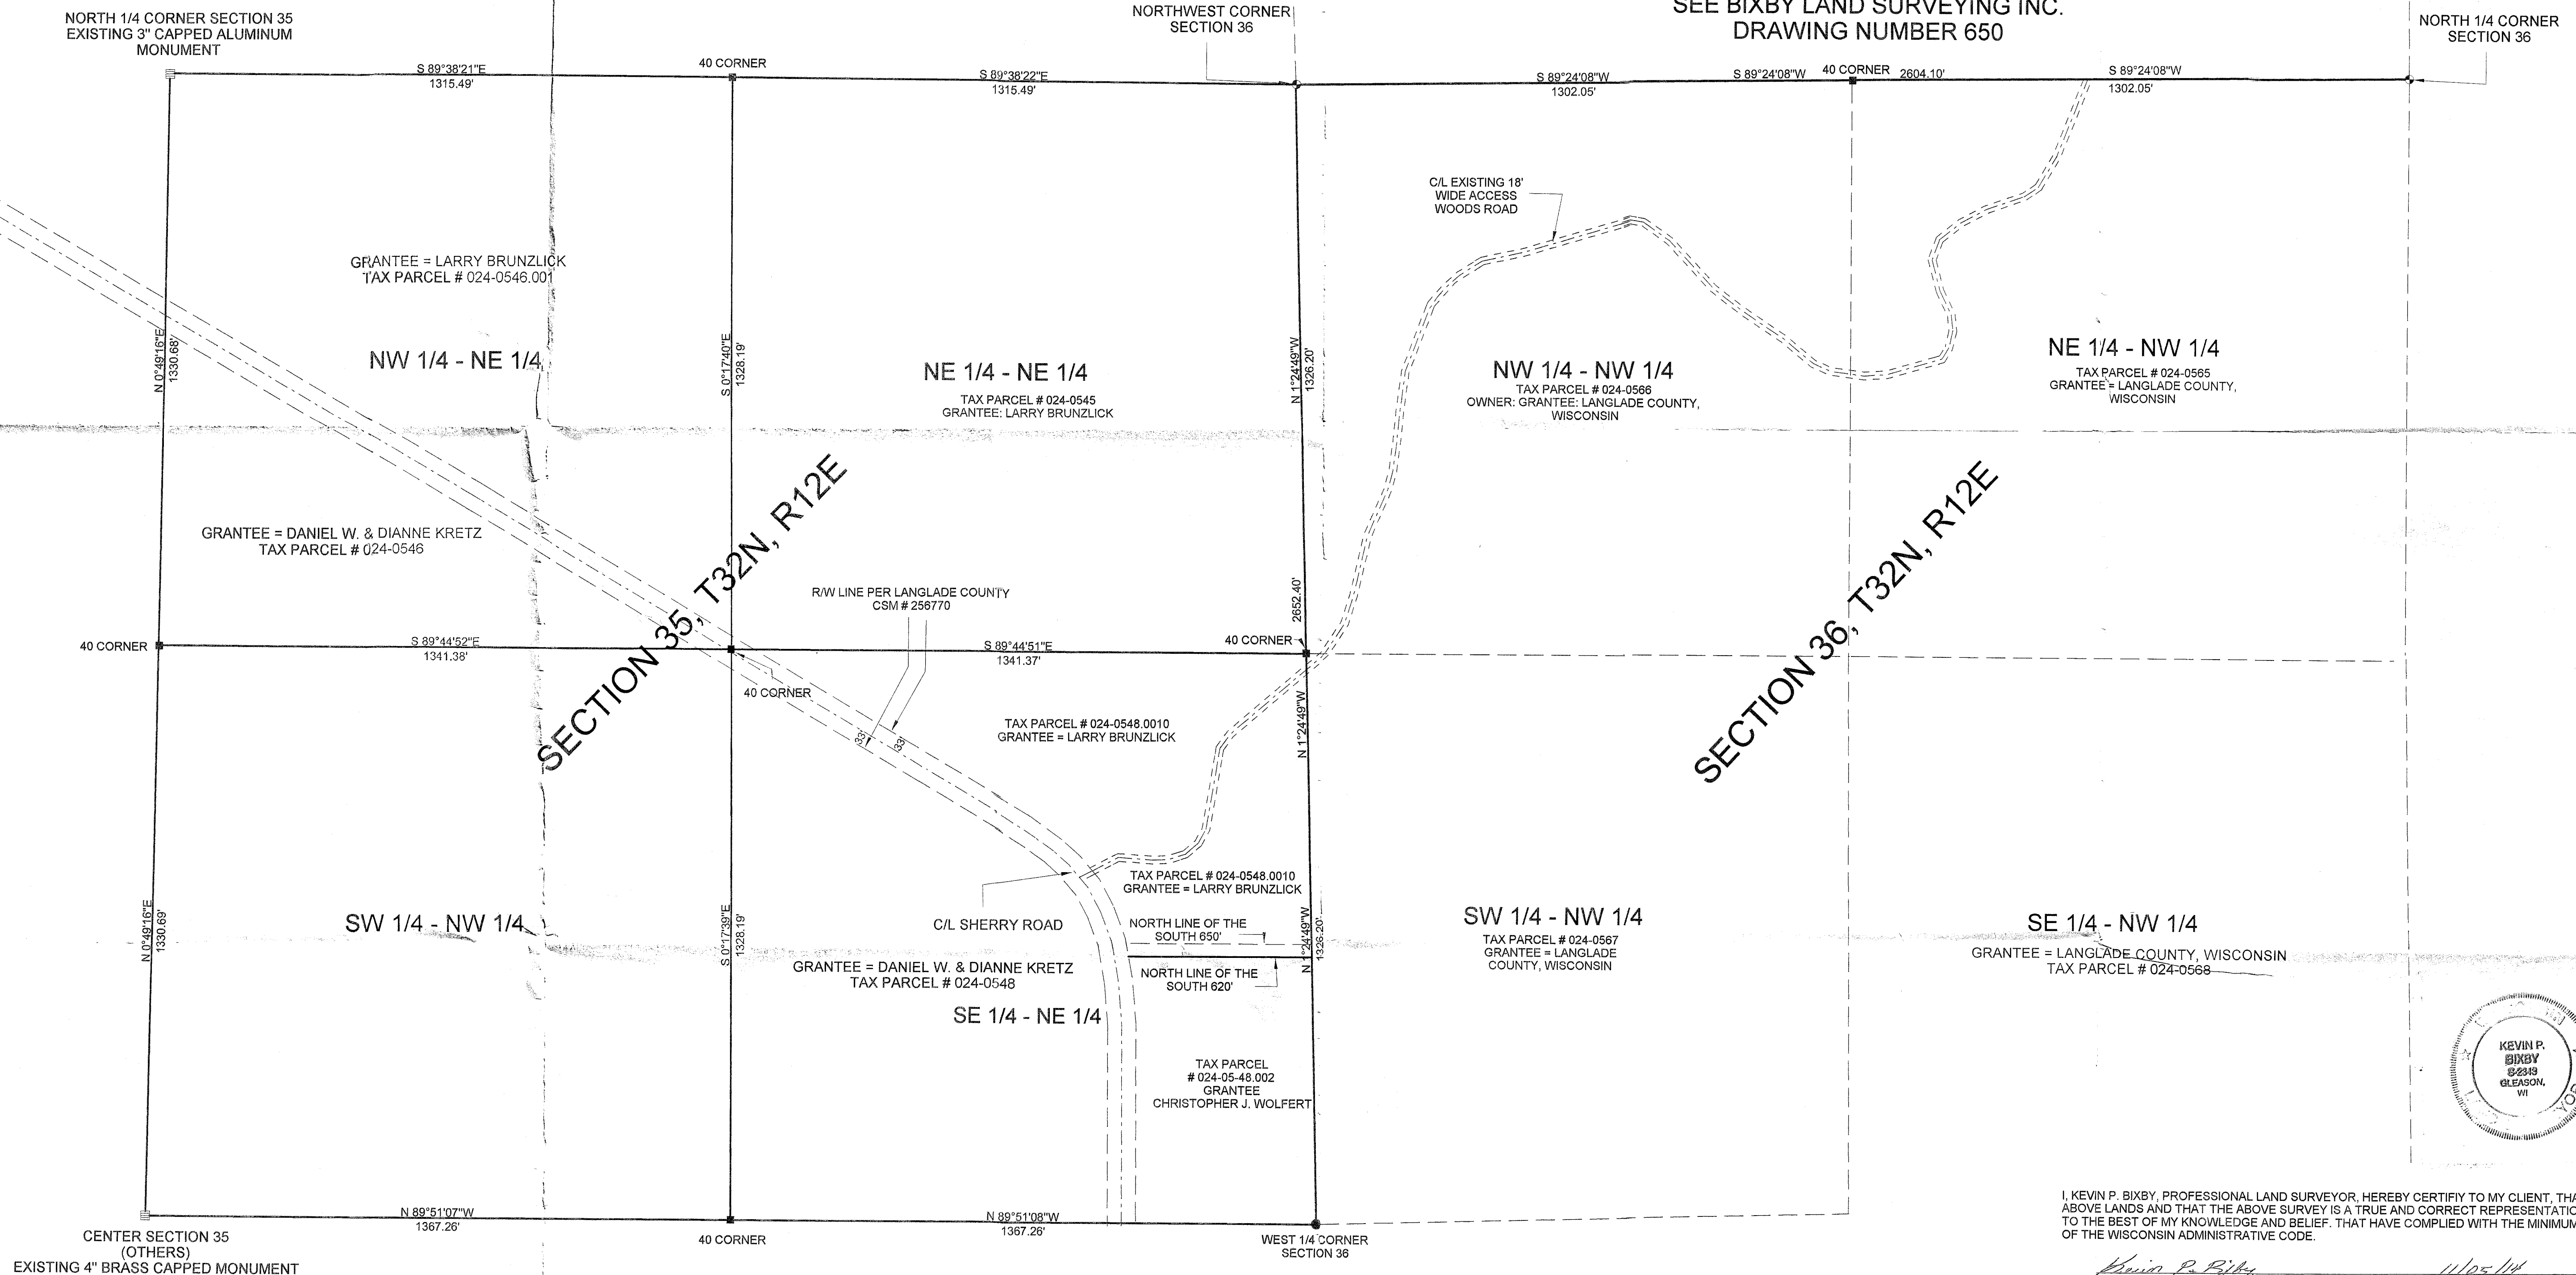 NORTH 1/4 CORNER SECTION 35
EXISTING 3" CAPPED ALUMINUM
MONUMENT
NORTHWEST CORNER
SECTION 36
SEE BIXBY LAND SURVEYING INC.
DRAWING NUMBER 650
NORTH 1/4 CORNER
SECTION 36
S 89°38'21"E
1315.49'
40 CORNER
S 89°38'22"E
1315.49'
S 89°24'08"W
1302.05'
S 89°24'08"W
40 CORNER
2604.10'
S 89°24'08"W
1302.05'
C/L EXISTING 18'
WIDE ACCESS
WOODS ROAD
GRANTEE = LARRY BRUNZLICK
TAX PARCEL # 024-0546.001
N 0°49'16"E
1330.68'
NW 1/4 - NE 1/4
S 0°17'40"E
1328.19'
NE 1/4 - NE 1/4
TAX PARCEL # 024-0545
GRANTEE: LARRY BRUNZLICK
N 1°24'49"W
1326.20'
NW 1/4 - NW 1/4
TAX PARCEL # 024-0566
OWNER: GRANTEE: LANGLADE COUNTY,
WISCONSIN
NE 1/4 - NW 1/4
TAX PARCEL # 024-0565
GRANTEE = LANGLADE COUNTY,
WISCONSIN
GRANTEE = DANIEL W. & DIANNE KRETZ
TAX PARCEL # 024-0546
SECTION 35, T32N, R12E
SECTION 36, T32N, R12E
R/W LINE PER LANGLADE COUNTY
CSM # 256770
2652.40'
40 CORNER
S 89°44'52"E
1341.38'
40 CORNER
S 89°44'51"E
1341.37'
40 CORNER
33'
33'
TAX PARCEL # 024-0548.0010
GRANTEE = LARRY BRUNZLICK
N 1°24'49"W
TAX PARCEL # 024-0548.0010
GRANTEE = LARRY BRUNZLICK
N 0°49'16"E
1330.69'
SW 1/4 - NW 1/4
S 0°17'39"E
1328.19'
C/L SHERRY ROAD
NORTH LINE OF THE
SOUTH 650'
NORTH LINE OF THE
SOUTH 620'
N 1°24'49"W
1326.20'
GRANTEE = DANIEL W. & DIANNE KRETZ
TAX PARCEL # 024-0548
SE 1/4 - NE 1/4
SW 1/4 - NW 1/4
TAX PARCEL # 024-0567
GRANTEE = LANGLADE
COUNTY, WISCONSIN
SE 1/4 - NW 1/4
GRANTEE = LANGLADE COUNTY, WISCONSIN
TAX PARCEL # 024-0568
TAX PARCEL
# 024-05-48.002
GRANTEE
CHRISTOPHER J. WOLFERT
KEVIN P.
BIXBY
S-2343
GLEASON,
WI
N 89°51'07"W
1367.26'
40 CORNER
N 89°51'08"W
1367.26'
WEST 1/4 CORNER
SECTION 36
CENTER SECTION 35
(OTHERS)
EXISTING 4" BRASS CAPPED MONUMENT
I, KEVIN P. BIXBY, PROFESSIONAL LAND SURVEYOR, HEREBY CERTIFIY TO MY CLIENT, THA
ABOVE LANDS AND THAT THE ABOVE SURVEY IS A TRUE AND CORRECT REPRESENTATIO
TO THE BEST OF MY KNOWLEDGE AND BELIEF. THAT HAVE COMPLIED WITH THE MINIMUM
OF THE WISCONSIN ADMINISTRATIVE CODE.
Kevin P. Bixby
11/05/14